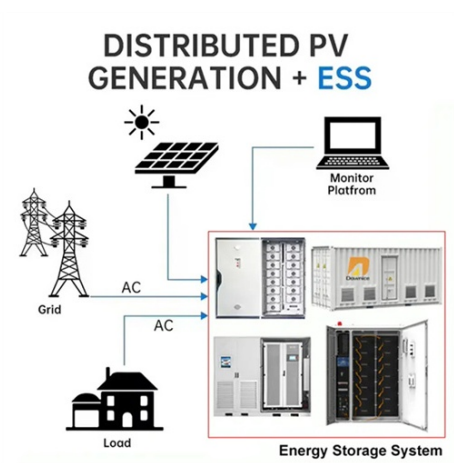 DISTRIBUTED PV
GENERATION + ESS
Monitor
Platfrom
Grid
AC
AC
Load
Energy Storage System